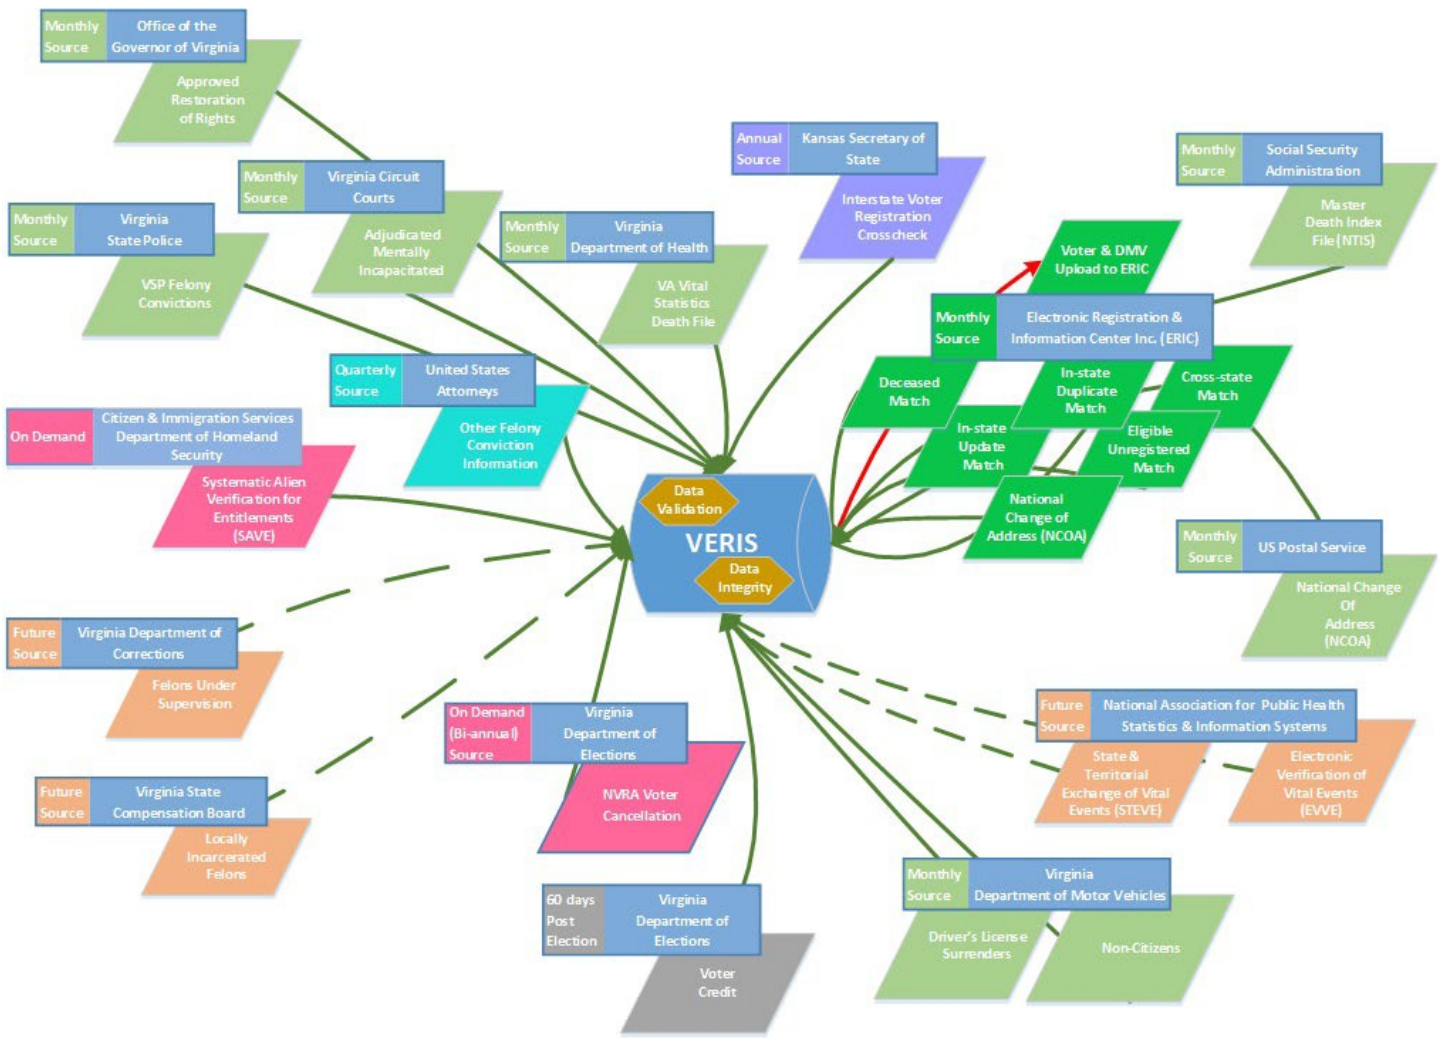 Monthly
Source
Office of the
Governor of Virginia
Approved
Restoration
of Rights
Monthly
Source
Virginia Circuit
Courts
Adjudicated
Mentally
Incapacitated
Monthly
Source
Virginia
State Police
VSP Felony
Convictions
Monthly
Source
Virginia
Department of Health
VA Vital
Statistics
Death File
Annual
Source
Kansas Secretary of
State
Interstate Voter
Registration
Crosscheck
Monthly
Source
Social Security
Administration
Master
Death Index
File (NTIS)
Voter & DMV
Upload to ERIC
Monthly
Source
Electronic Registration &
Information Center Inc. (ERIC)
Deceased
Match
In-state
Duplicate
Match
Cross-state
Match
In-state
Update
Match
Eligible
Unregistered
Match
National
Change of
Address (NCOA)
Quarterly
Source
United States
Attorneys
Other Felony
Conviction
Information
On Demand
Citizen & Immigration Services
Department of Homeland
Security
Systematic Alien
Verification for
Entitlements
(SAVE)
Data
Validation
VERIS
Data
Integrity
Monthly
Source
US Postal Service
National Change
Of
Address
(NCOA)
Future
Source
Virginia Department of
Corrections
Felons Under
Supervision
Future
Source
Virginia State
Compensation Board
Locally
Incarcerated
Felons
On Demand
(Bi-annual)
Source
Virginia
Department of
Elections
NVRA Voter
Cancellation
60 days
Post
Election
Virginia
Department of
Elections
Voter
Credit
Future
Source
National Association for Public Health
Statistics & Information Systems
State &
Territorial
Exchange of Vital
Events (STEVE)
Electronic
Verification of
Vital Events
(EVVE)
Monthly
Source
Virginia
Department of Motor Vehicles
Driver's License
Surrenders
Non-Citizens